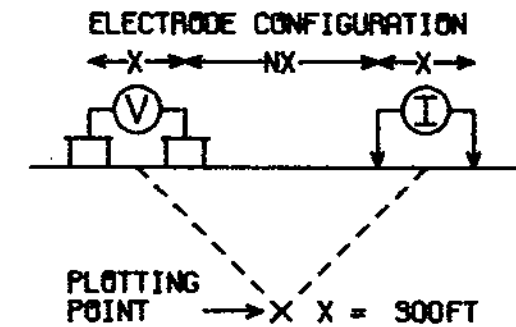 ELECTRODE CONFIGURATION
X NX X
V I
PLOTTING
POINT X X = 300FT